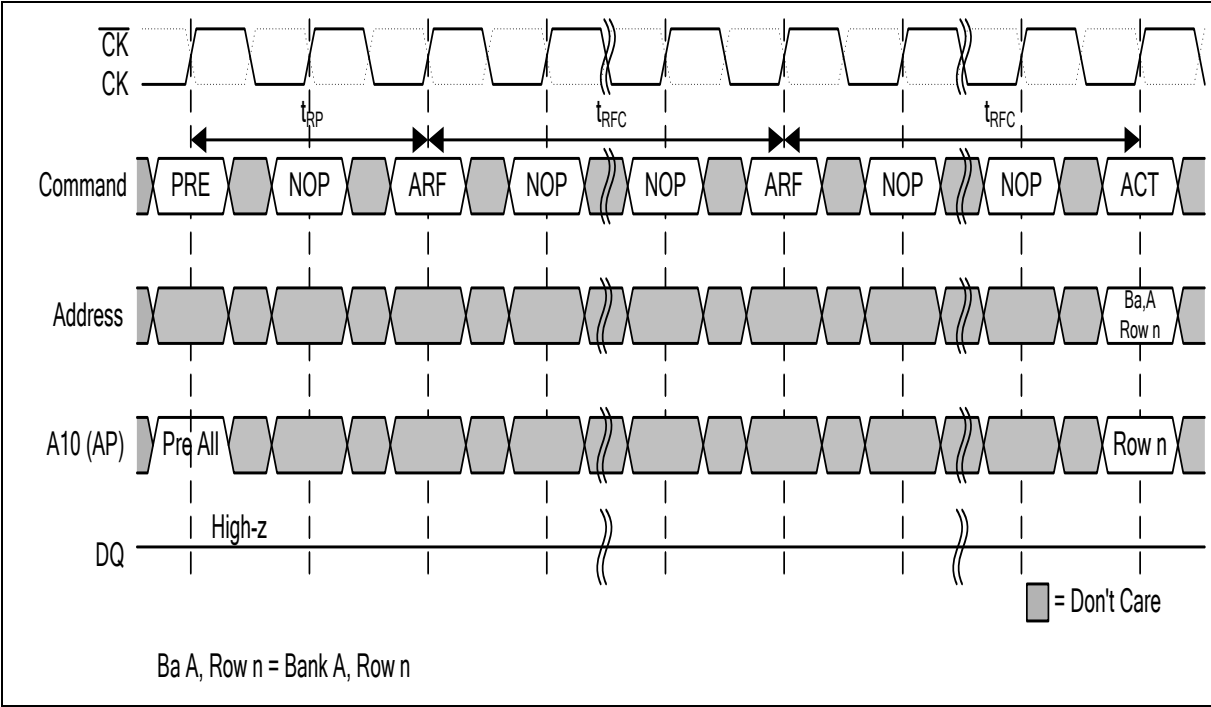 CK
CK
tRP
tRFC
tRFC
Command PRE NOP ARF NOP NOP ARF NOP NOP ACT
Address Ba,A
Row n
A10 (AP) Pre All Row n
High-z
DQ
= Don't Care
Ba A, Row n = Bank A, Row n